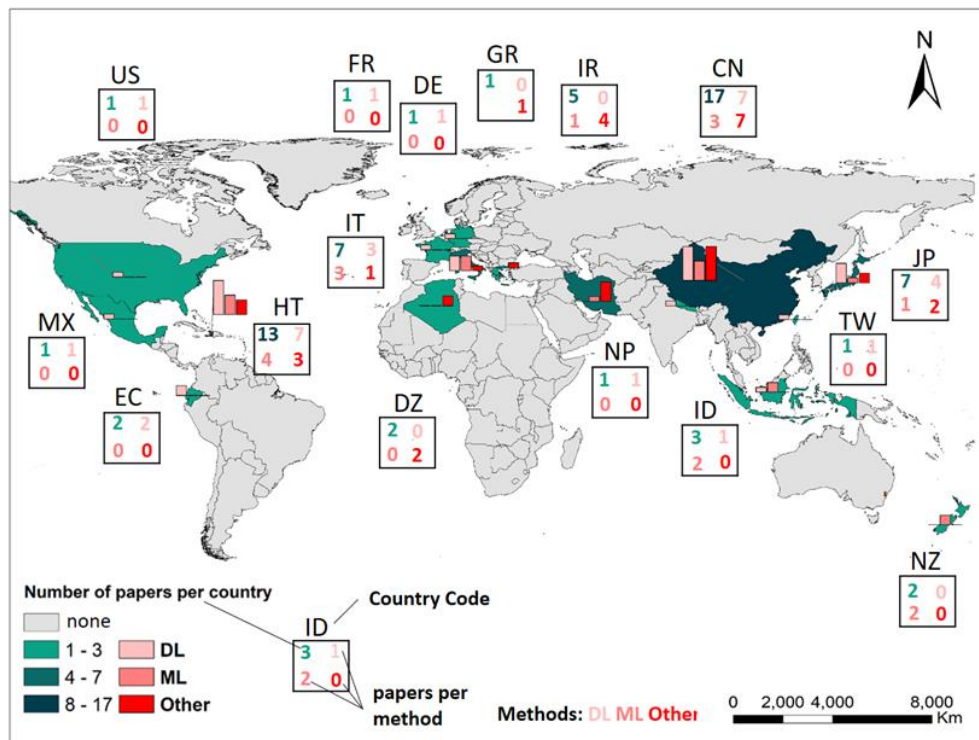 N
US
1 1
0 0
FR
1 1
0 0
DE
1 1
0 0
GR
1 0
1
IR
5 0
1 4
CN
17 7
3 7
IT
7 3
3 1
JP
7 4
1 2
MX
1 1
0 0
HT
13 7
4 3
TW
1
0 0
NP
1 1
0 0
EC
2 2
0 0
DZ
2 0
0 2
ID
3 1
2 0
NZ
2 0
2 0
Number of papers per country
none
1 - 3 DL
4 - 7 ML
8 - 17 Other
Country Code
ID
3 1
2 0
papers per
method
Methods: DL ML Other
0 2,000 4,000 8,000
Km